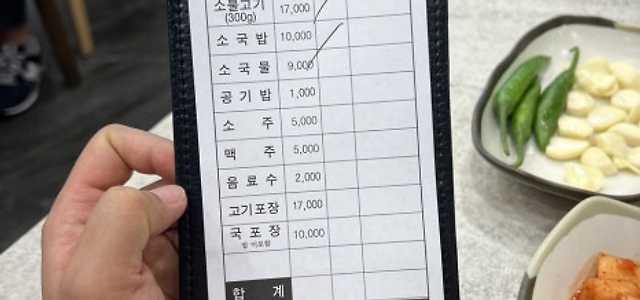 소불고기 17,000
(300g)
소국밥 10,000
소국물 9,000
공기밥 1,000
소주 5,000
맥주 5,000
음료수 2,000
고기포장 17,000
국포장 10,000
밥 미포함
합계